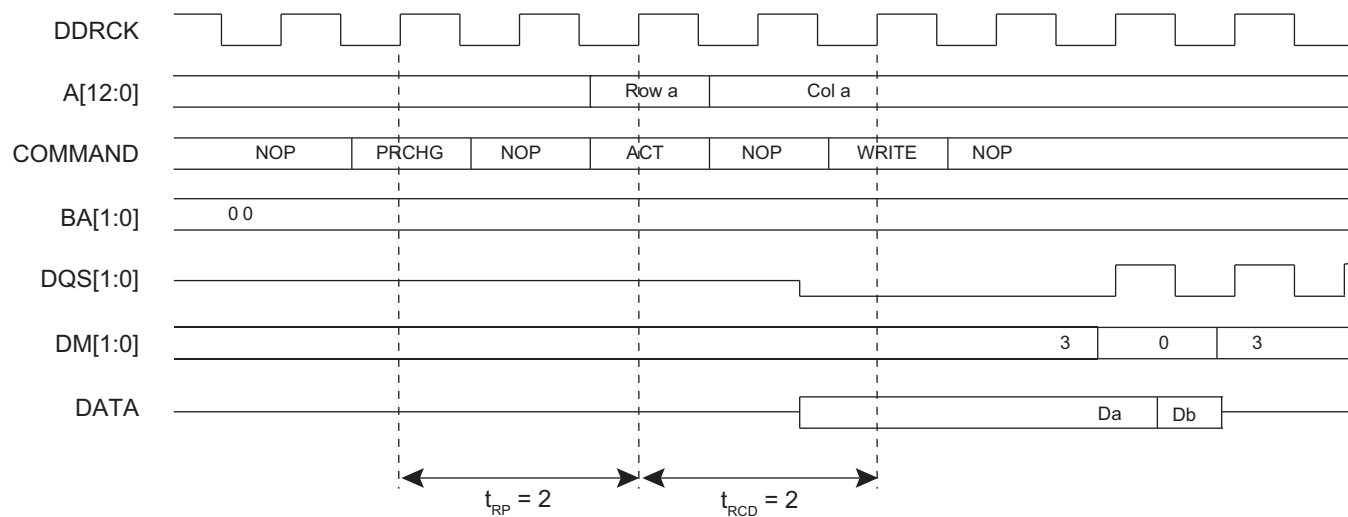 DDRCK
A[12:0] Row a Col a
COMMAND NOP PRCHG NOP ACT NOP WRITE NOP
BA[1:0] 0 0
DQS[1:0]
DM[1:0] 3 0 3
DATA Da Db
tRP = 2 tRCD = 2